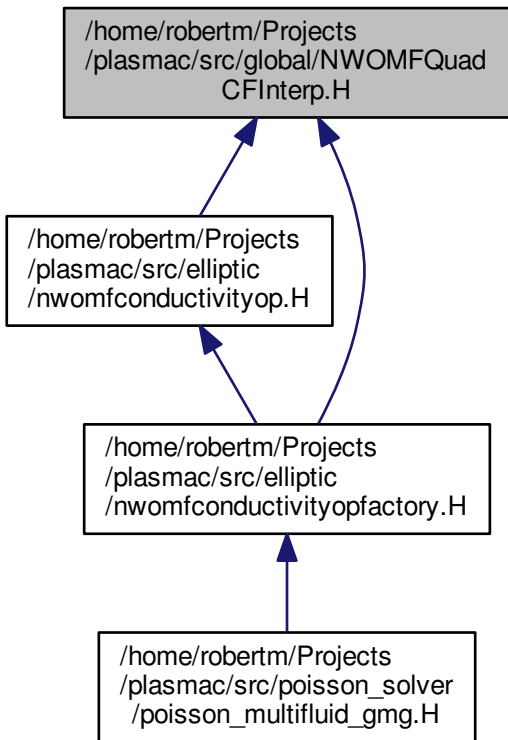 /home/robertm/Projects
/plasmac/src/global/NWOMFQuad
CFInterp.H
/home/robertm/Projects
/plasmac/src/elliptic
/nwomfconductivityop.H
/home/robertm/Projects
/plasmac/src/elliptic
/nwomfconductivityopfactory.H
/home/robertm/Projects
/plasmac/src/poisson_solver
/poisson_multifluid_gmg.H